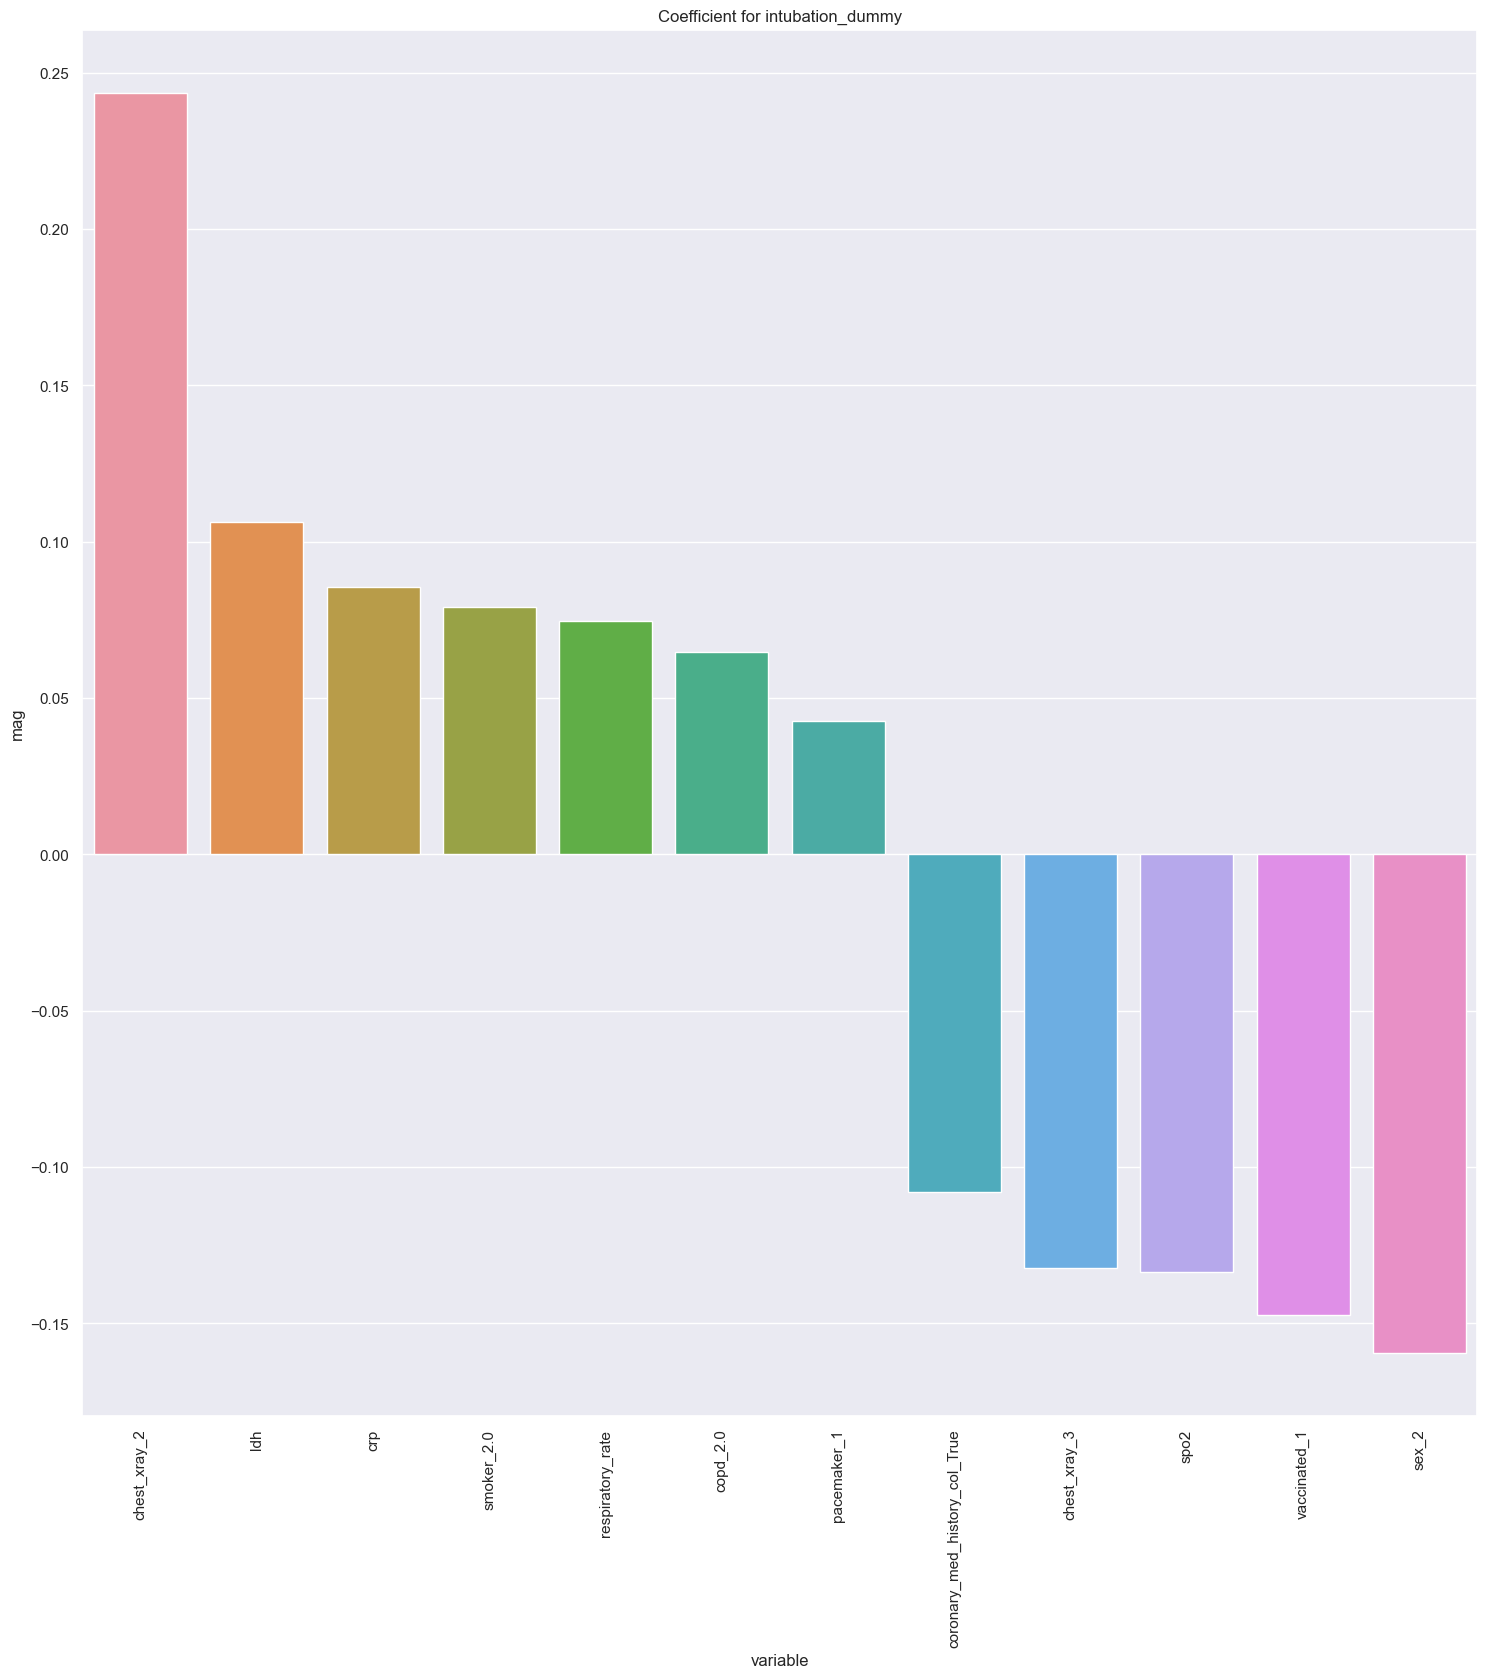 Coefficient for intubation_dummy
0.25
0.20
0.15
0.10
0.05
0.00
−0.05
−0.10
−0.15
mag
chest_xray_2
ldh
crp
smoker_2.0
respiratory_rate
copd_2.0
pacemaker_1
coronary_med_history_col_True
chest_xray_3
spo2
vaccinated_1
sex_2
variable